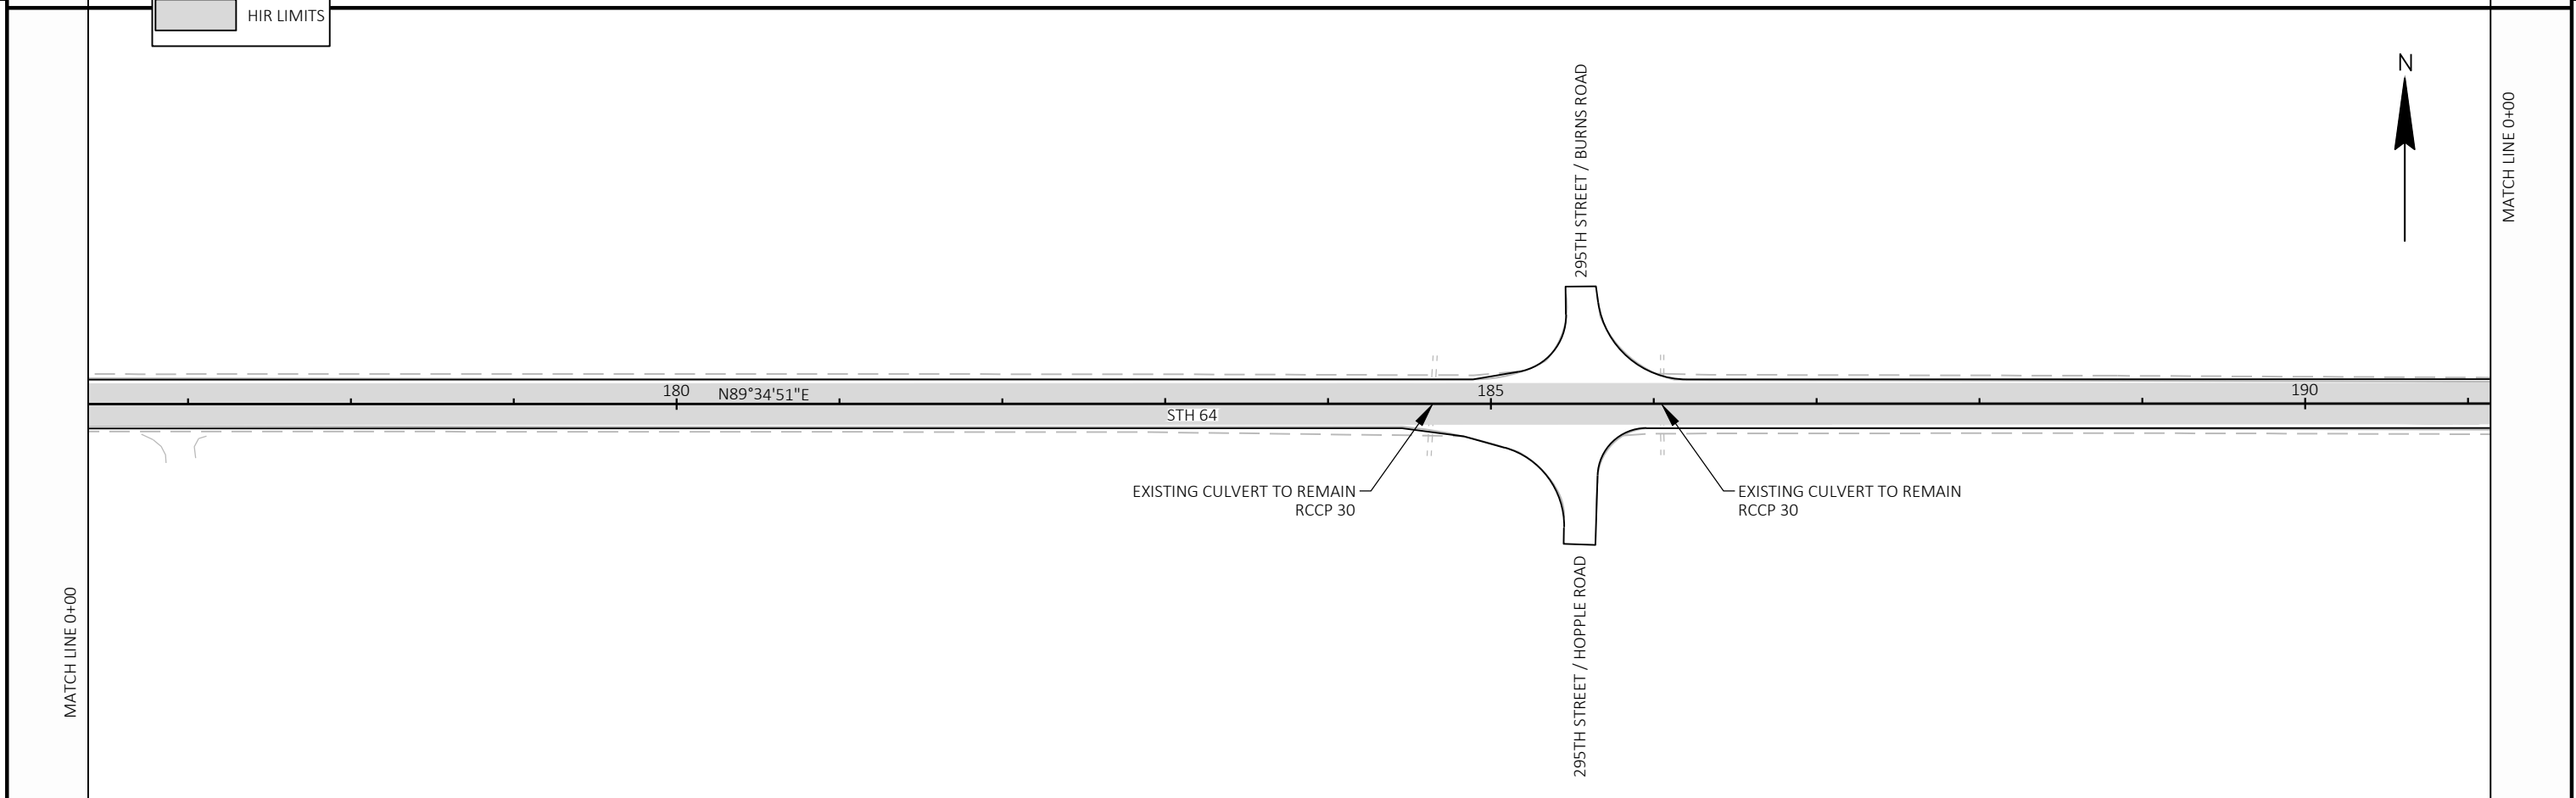 HIR LIMITS
N
MATCH LINE 0+00
295TH STREET / BURNS ROAD
180
N89°34'51"E
185
190
STH 64
EXISTING CULVERT TO REMAIN
RCCP 30
EXISTING CULVERT TO REMAIN
RCCP 30
MATCH LINE 0+00
295TH STREET / HOPPLE ROAD